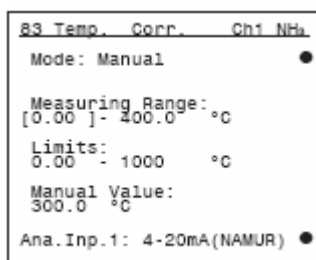 83 Temp. Corr. Ch1 NH₃
Mode: Manual
Measuring Range:
[0.00 ]- 400.0 °C
Limits:
0.00 - 1000 °C
Manual Value:
300.0 °C
Ana.Inp.1: 4-20mA(NAMUR)